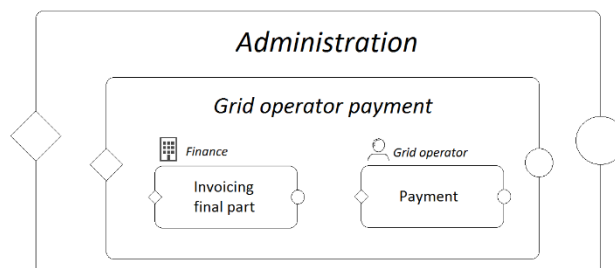 Administration
Grid operator payment
Finance
Grid operator
Invoicing
final part
Payment